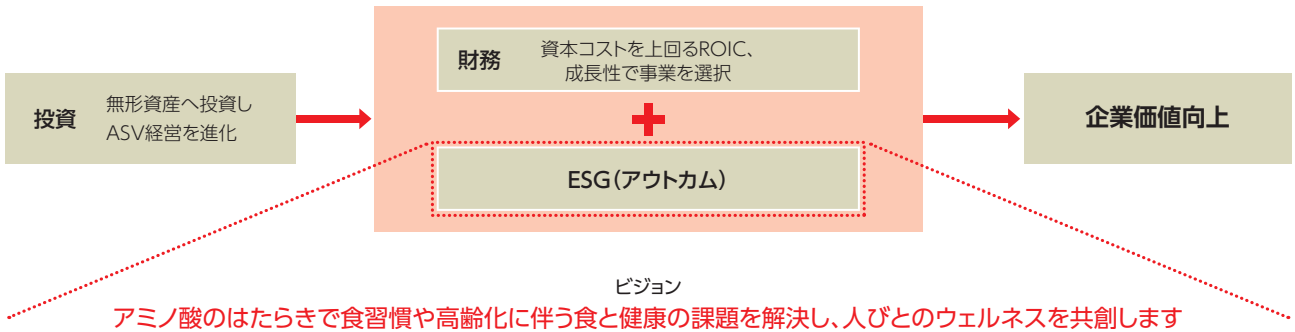 投資
無形資産へ投資し
ASV経営を進化
財務
資本コストを上回るROIC、
成長性で事業を選択
ESG(アウトカム)
企業価値向上
ビジョン
アミノ酸のはたらきで食習慣や高齢化に伴う食と健康の課題を解決し、人びとのウェルネスを共創します